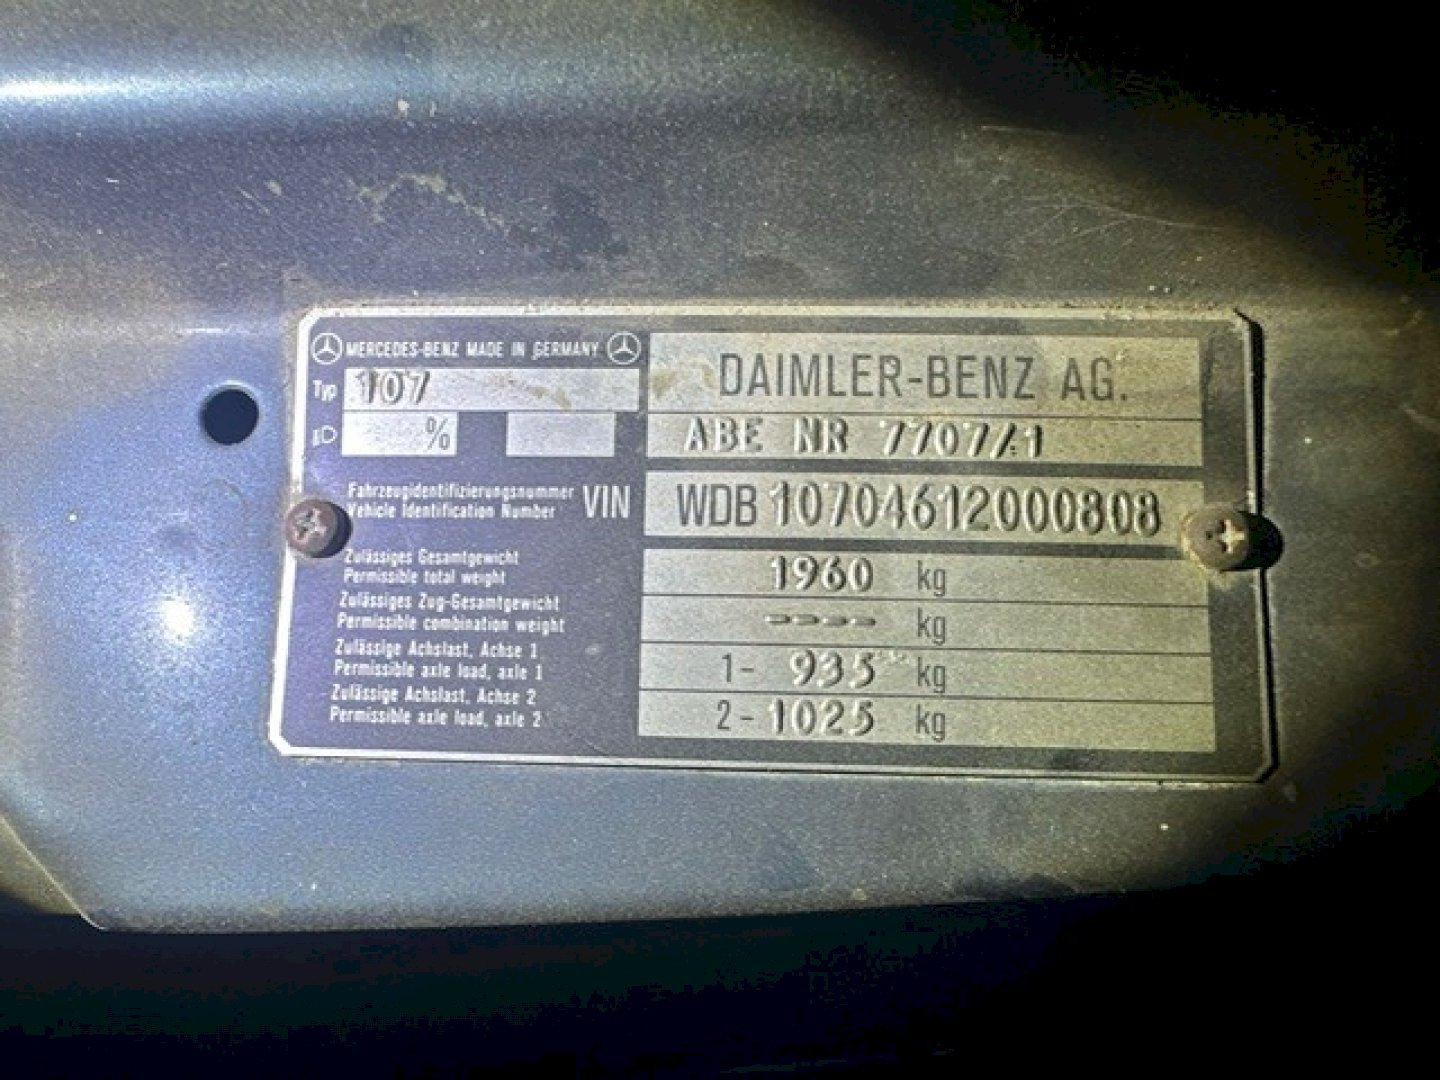 MERCEDES-BENZ MADE IN GERMANY
DAIMLER-BENZ AG.
Typ 107
%
ABE NR 7707/1
Fahrzeugidentifizierungsnummer
Vehicle Identification Number
VIN WDB 10704612000808
Zulässiges Gesamtgewicht
Permissible total weight
1960 kg
Zulässiges Zug-Gesamtgewicht
Permissible combination weight
---- kg
Zulässige Achslast, Achse 1
Permissible axle load, axle 1
1- 935 kg
Zulässige Achslast, Achse 2
Permissible axle load, axle 2
2- 1025 kg